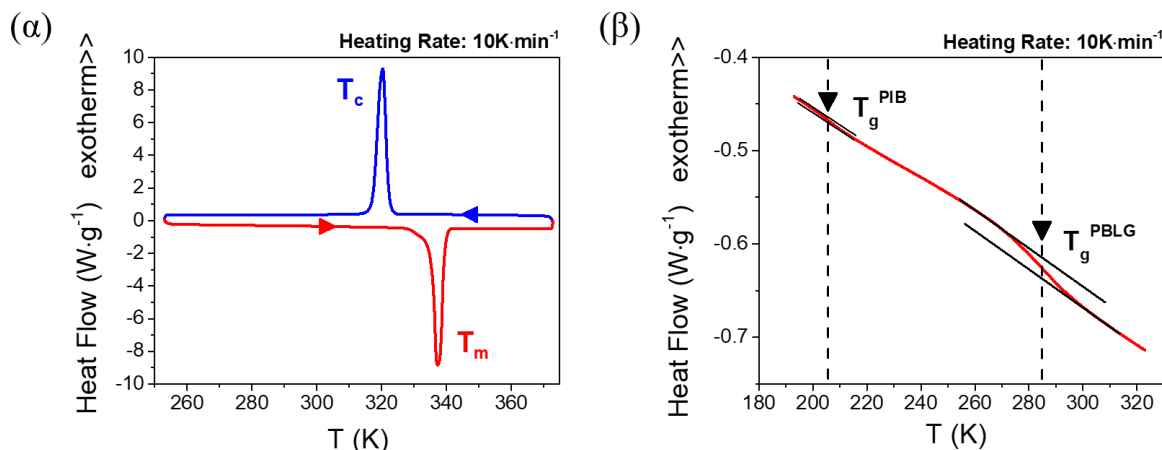 (α)
Heating Rate: 10K·min⁻¹
Heat Flow (W·g⁻¹) exotherm>>
10
8
6
4
2
0
-2
-4
-6
-8
-10
T_c
T_m
260
280
300
320
340
360
T (K)
(β)
Heating Rate: 10K·min⁻¹
Heat Flow (W·g⁻¹) exotherm>>
-0.4
-0.5
-0.6
-0.7
T_g^PIB
T_g^PBLG
180
200
220
240
260
280
300
320
T (K)